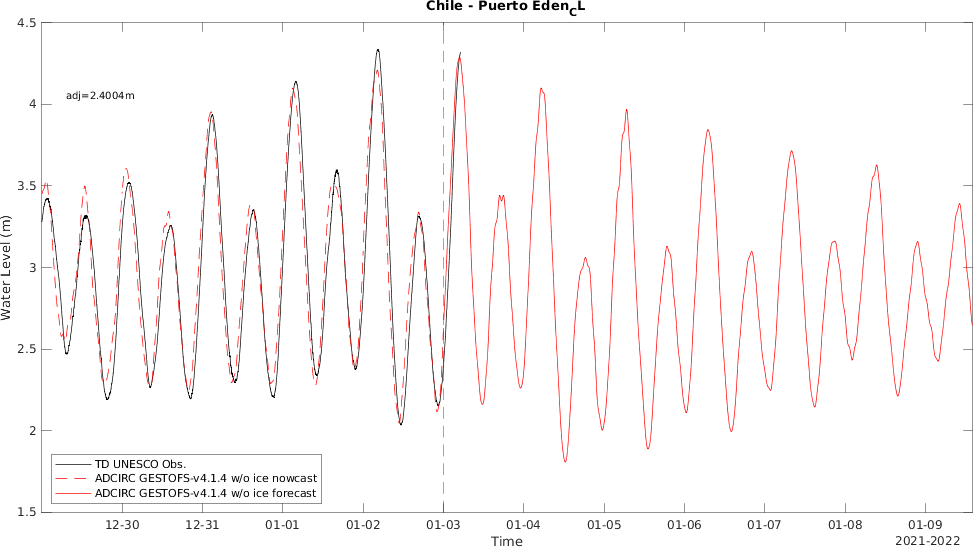 Chile - Puerto Eden_CL
4.5
4
3.5
3
2.5
2
1.5
Water Level (m)
adj=2.4004m
TD UNESCO Obs.
ADCIRC GESTOFS-v4.1.4 w/o ice nowcast
ADCIRC GESTOFS-v4.1.4 w/o ice forecast
12-30 12-31 01-01 01-02 01-03 01-04 01-05 01-06 01-07 01-08 01-09
Time
2021-2022